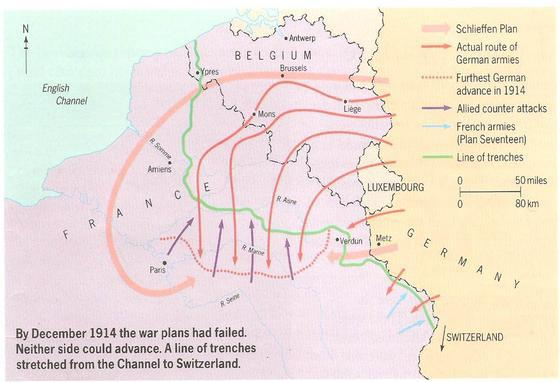 N
English
Channel
Antwerp
BELGIUM
Brussels
Ypres
Liège
Mons
R. Somme
Amiens
FRANCE
LUXEMBOURG
R. Aisne
GERMANY
Verdun
Metz
R. Marne
Paris
R. Seine
SWITZERLAND
Schlieffen Plan
Actual route of
German armies
Furthest German
advance in 1914
Allied counter attacks
French armies
(Plan Seventeen)
Line of trenches
0 50 miles
0 80 km
By December 1914 the war plans had failed.
Neither side could advance. A line of trenches
stretched from the Channel to Switzerland.